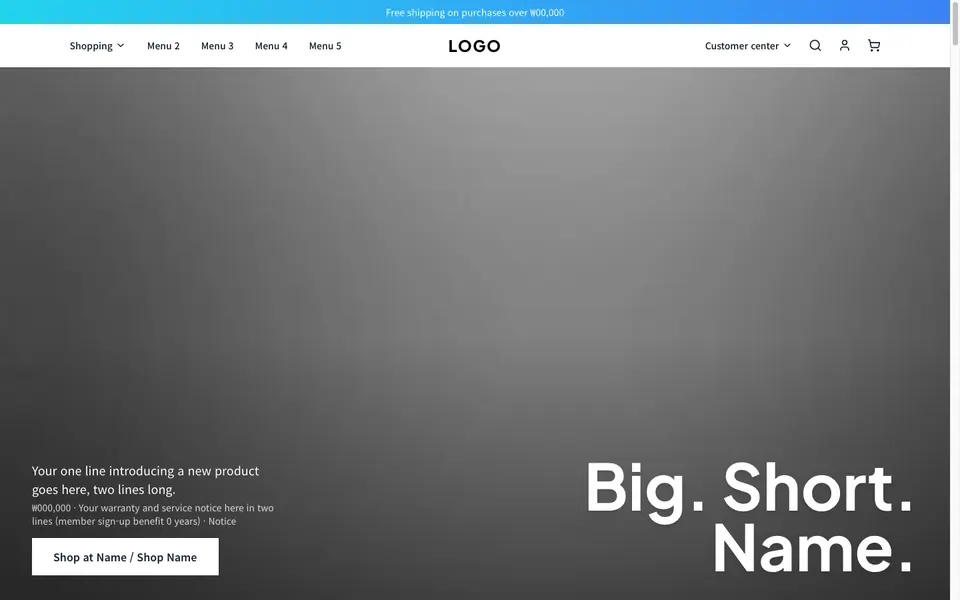 Free shipping on purchases over ₩00,000
Shopping Menu 2 Menu 3 Menu 4 Menu 5 LOGO Customer center
Your one line introducing a new product
goes here, two lines long.
₩000,000 · Your warranty and service notice here in two
lines (member sign-up benefit 0 years) · Notice
Shop at Name / Shop Name
Big. Short.
Name.